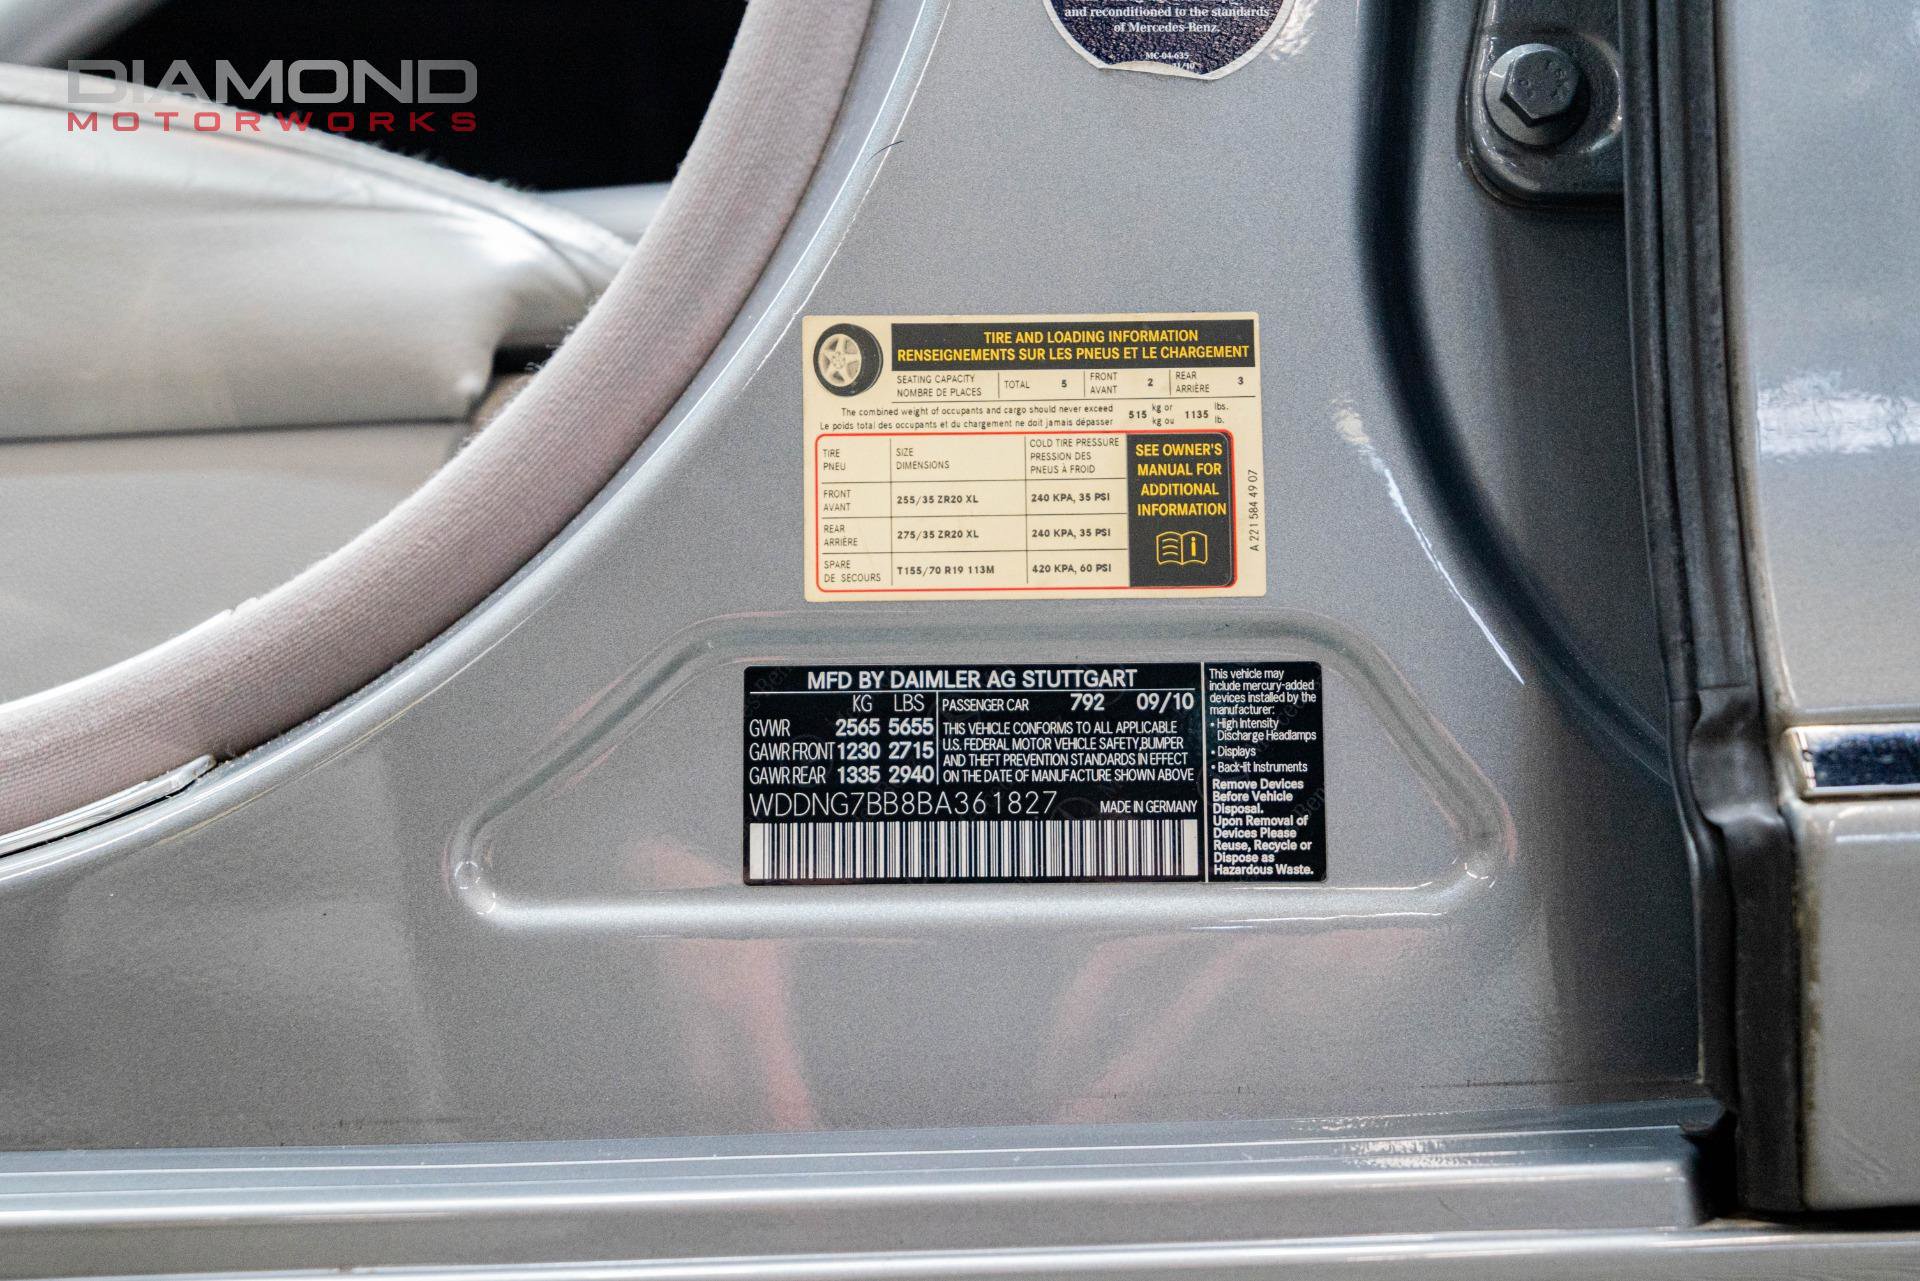 DIAMOND
MOTORWORKS
and reconditioned to the standards
of Mercedes-Benz.
MC-04-635
TIRE AND LOADING INFORMATION
RENSEIGNEMENTS SUR LES PNEUS ET LE CHARGEMENT
SEATING CAPACITY
NOMBRE DE PLACES
TOTAL 5
FRONT
AVANT
2
REAR
ARRIÈRE
3
The combined weight of occupants and cargo should never exceed
Le poids total des occupants et du chargement ne doit jamais dépasser
515 kg or
kg ou
1135 lbs.
lb.
TIRE
PNEU
SIZE
DIMENSIONS
COLD TIRE PRESSURE
PRESSION DES
PNEUS À FROID
FRONT
AVANT
255/35 ZR20 XL
240 KPA, 35 PSI
REAR
ARRIÈRE
275/35 ZR20 XL
240 KPA, 35 PSI
SPARE
DE SECOURS
T155/70 R19 113M
420 KPA, 60 PSI
SEE OWNER'S
MANUAL FOR
ADDITIONAL
INFORMATION
A 221 584 49 07
MFD BY DAIMLER AG STUTTGART
KG LBS
GVWR 2565 5655
GAWR FRONT 1230 2715
GAWR REAR 1335 2940
PASSENGER CAR 792 09/10
THIS VEHICLE CONFORMS TO ALL APPLICABLE
U.S. FEDERAL MOTOR VEHICLE SAFETY,BUMPER
AND THEFT PREVENTION STANDARDS IN EFFECT
ON THE DATE OF MANUFACTURE SHOWN ABOVE
WDDNG7BB8BA361827
MADE IN GERMANY
This vehicle may
include mercury-added
devices installed by the
manufacturer:
• High Intensity
Discharge Headlamps
• Displays
• Back-lit Instruments
Remove Devices
Before Vehicle
Disposal.
Upon Removal of
Devices Please
Reuse, Recycle or
Dispose as
Hazardous Waste.